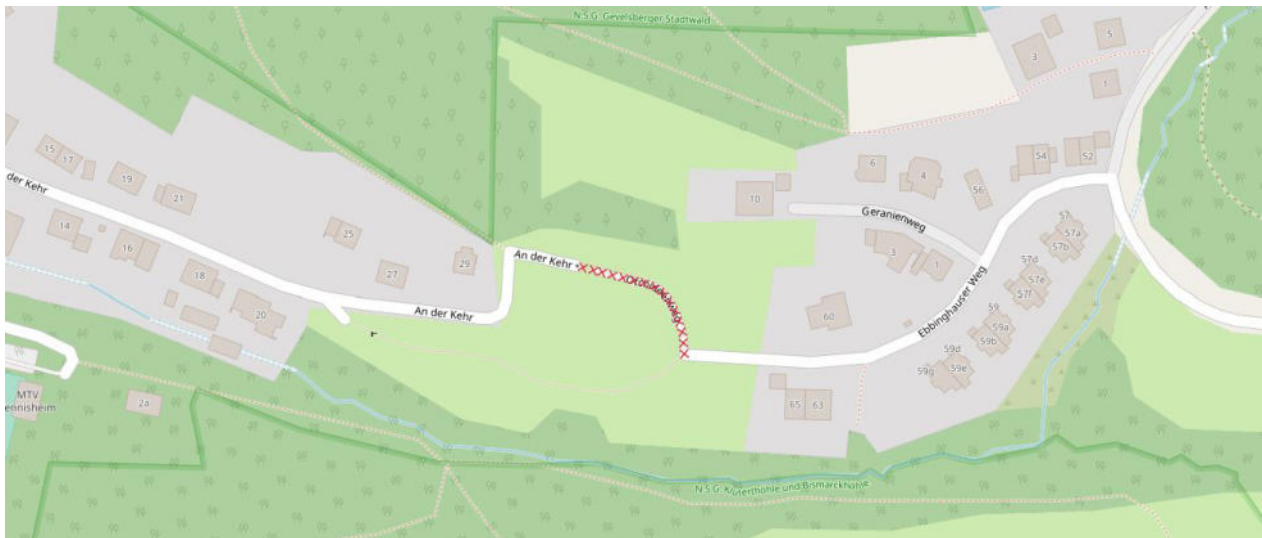 N.S.G. Gevelsberger Stadtwald
5
3
1
15
17
19
21
der Kehr
14
16
18
20
25
27
29
An der Kehr
An der Kehr
6
4
54
52
56
10
Geranienweg
3
1
57
57a
57b
57d
57e
57f
59
59a
59b
59d
59e
59g
60
Ebbinghauser Weg
65
63
MTV
ennisheim
2a
N.S.G. Kluterthöhle und Bismarckhöhle